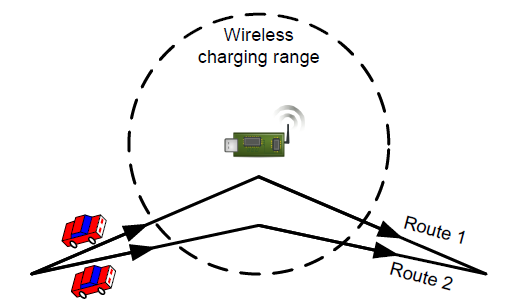 Wireless
charging range
Route 1
Route 2